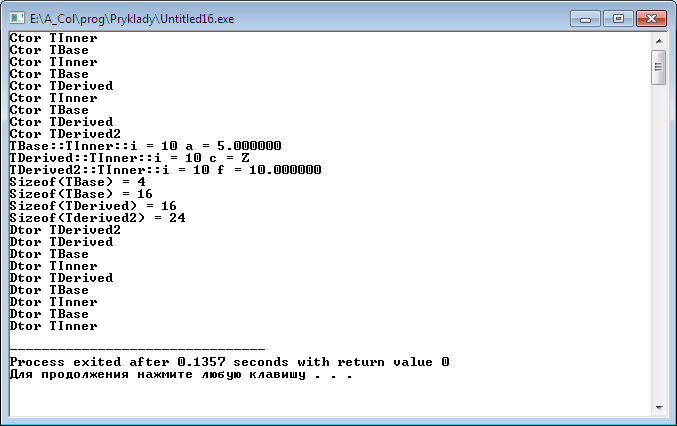 E:\A_Col\prog\Pryklady\Untitled16.exe
Ctor TInner
Ctor TBase
Ctor TInner
Ctor TBase
Ctor TDerived
Ctor TInner
Ctor TBase
Ctor TDerived
Ctor TDerived2
TBase::TInner::i = 10 a = 5.000000
TDerived::TInner::i = 10 c = Z
TDerived2::TInner::i = 10 f = 10.000000
Sizeof(TBase) = 4
Sizeof(TBase) = 16
Sizeof(TDerived) = 16
Sizeof(Tderived2) = 24
Dtor TDerived2
Dtor TDerived
Dtor TBase
Dtor TInner
Dtor TDerived
Dtor TBase
Dtor TInner
Dtor TBase
Dtor TInner
--------------------------------
Process exited after 0.1357 seconds with return value 0
Для продолжения нажмите любую клавишу . . .